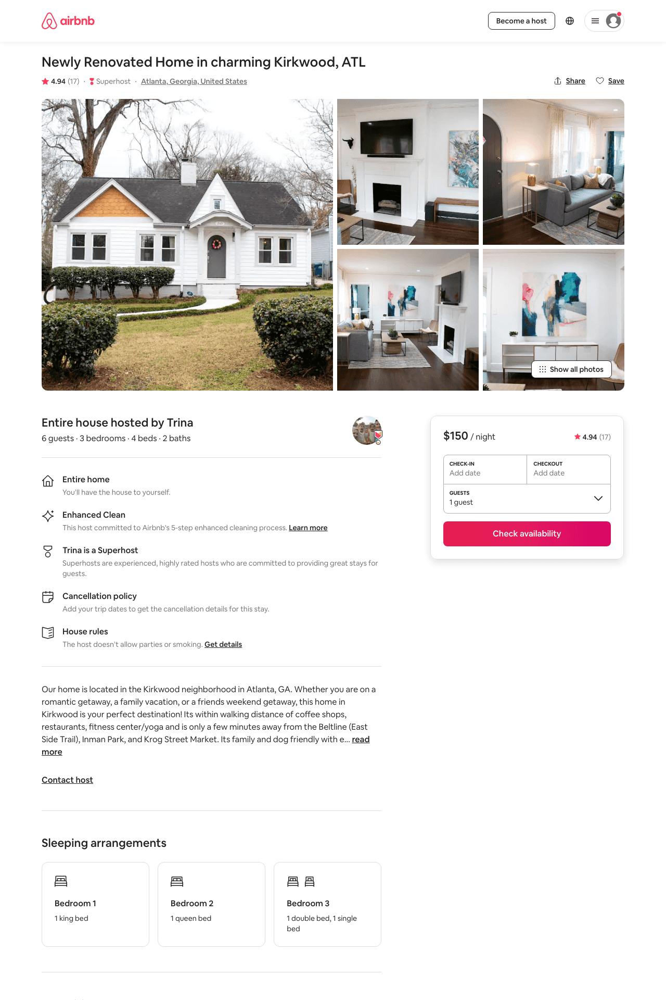 airbnb
Become a host
Newly Renovated Home in charming Kirkwood, ATL
4.94 (17) · Superhost · Atlanta, Georgia, United States
Share
Save
Show all photos
Entire house hosted by Trina
6 guests · 3 bedrooms · 4 beds · 2 baths
$150 / night
4.94 (17)
CHECK-IN
Add date
CHECKOUT
Add date
GUESTS
1 guest
Check availability
Entire home
You'll have the house to yourself.
Enhanced Clean
This host committed to Airbnb's 5-step enhanced cleaning process. Learn more
Trina is a Superhost
Superhosts are experienced, highly rated hosts who are committed to providing great stays for
guests.
Cancellation policy
Add your trip dates to get the cancellation details for this stay.
House rules
The host doesn't allow parties or smoking. Get details
Our home is located in the Kirkwood neighborhood in Atlanta, GA. Whether you are on a
romantic getaway, a family vacation, or a friends weekend getaway, this home in
Kirkwood is your perfect destination! Its within walking distance of coffee shops,
restaurants, fitness center/yoga and is only a few minutes away from the Beltline (East
Side Trail), Inman Park, and Krog Street Market. Its family and dog friendly with e... read
more
Contact host
Sleeping arrangements
Bedroom 1
1 king bed
Bedroom 2
1 queen bed
Bedroom 3
1 double bed, 1 single
bed